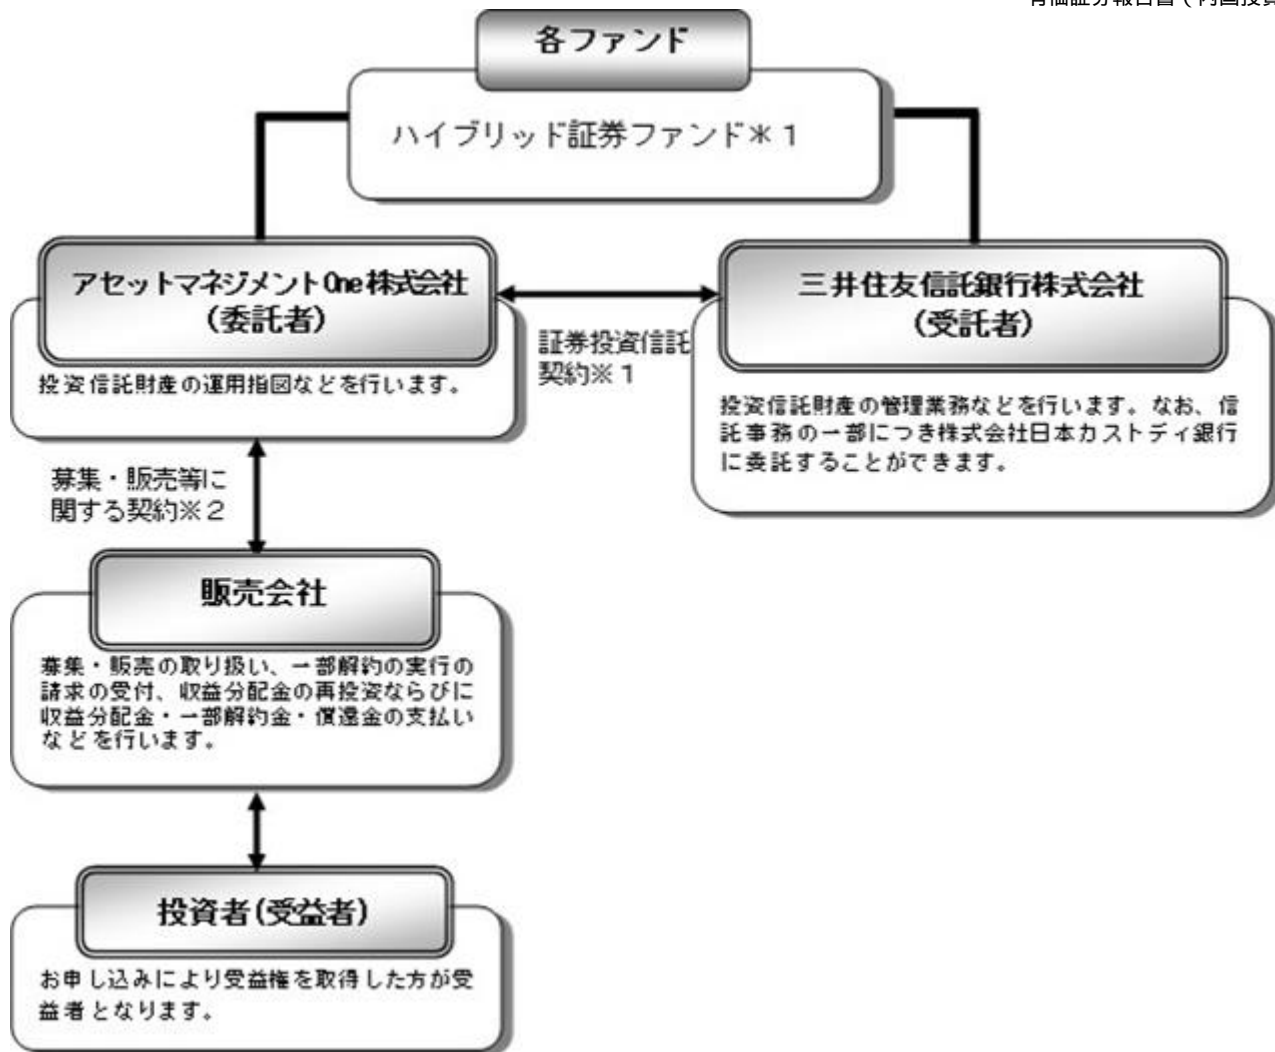 各ファンド
ハイブリッド証券ファンド＊１
アセットマネジメントOne株式会社
（委託者）
投資信託財産の運用指図などを行います。
証券投資信託
契約※１
三井住友信託銀行株式会社
（受託者）
投資信託財産の管理業務などを行います。なお、信
託事務の一部につき株式会社日本カストディ銀行
に委託することができます。
募集・販売等に
関する契約※２
販売会社
募集・販売の取り扱い、一部解約の実行の
請求の受付、収益分配金の再投資ならびに
収益分配金・一部解約金・償還金の支払い
などを行います。
投資者(受益者)
お申し込みにより受益権を取得した方が受
益者となります。